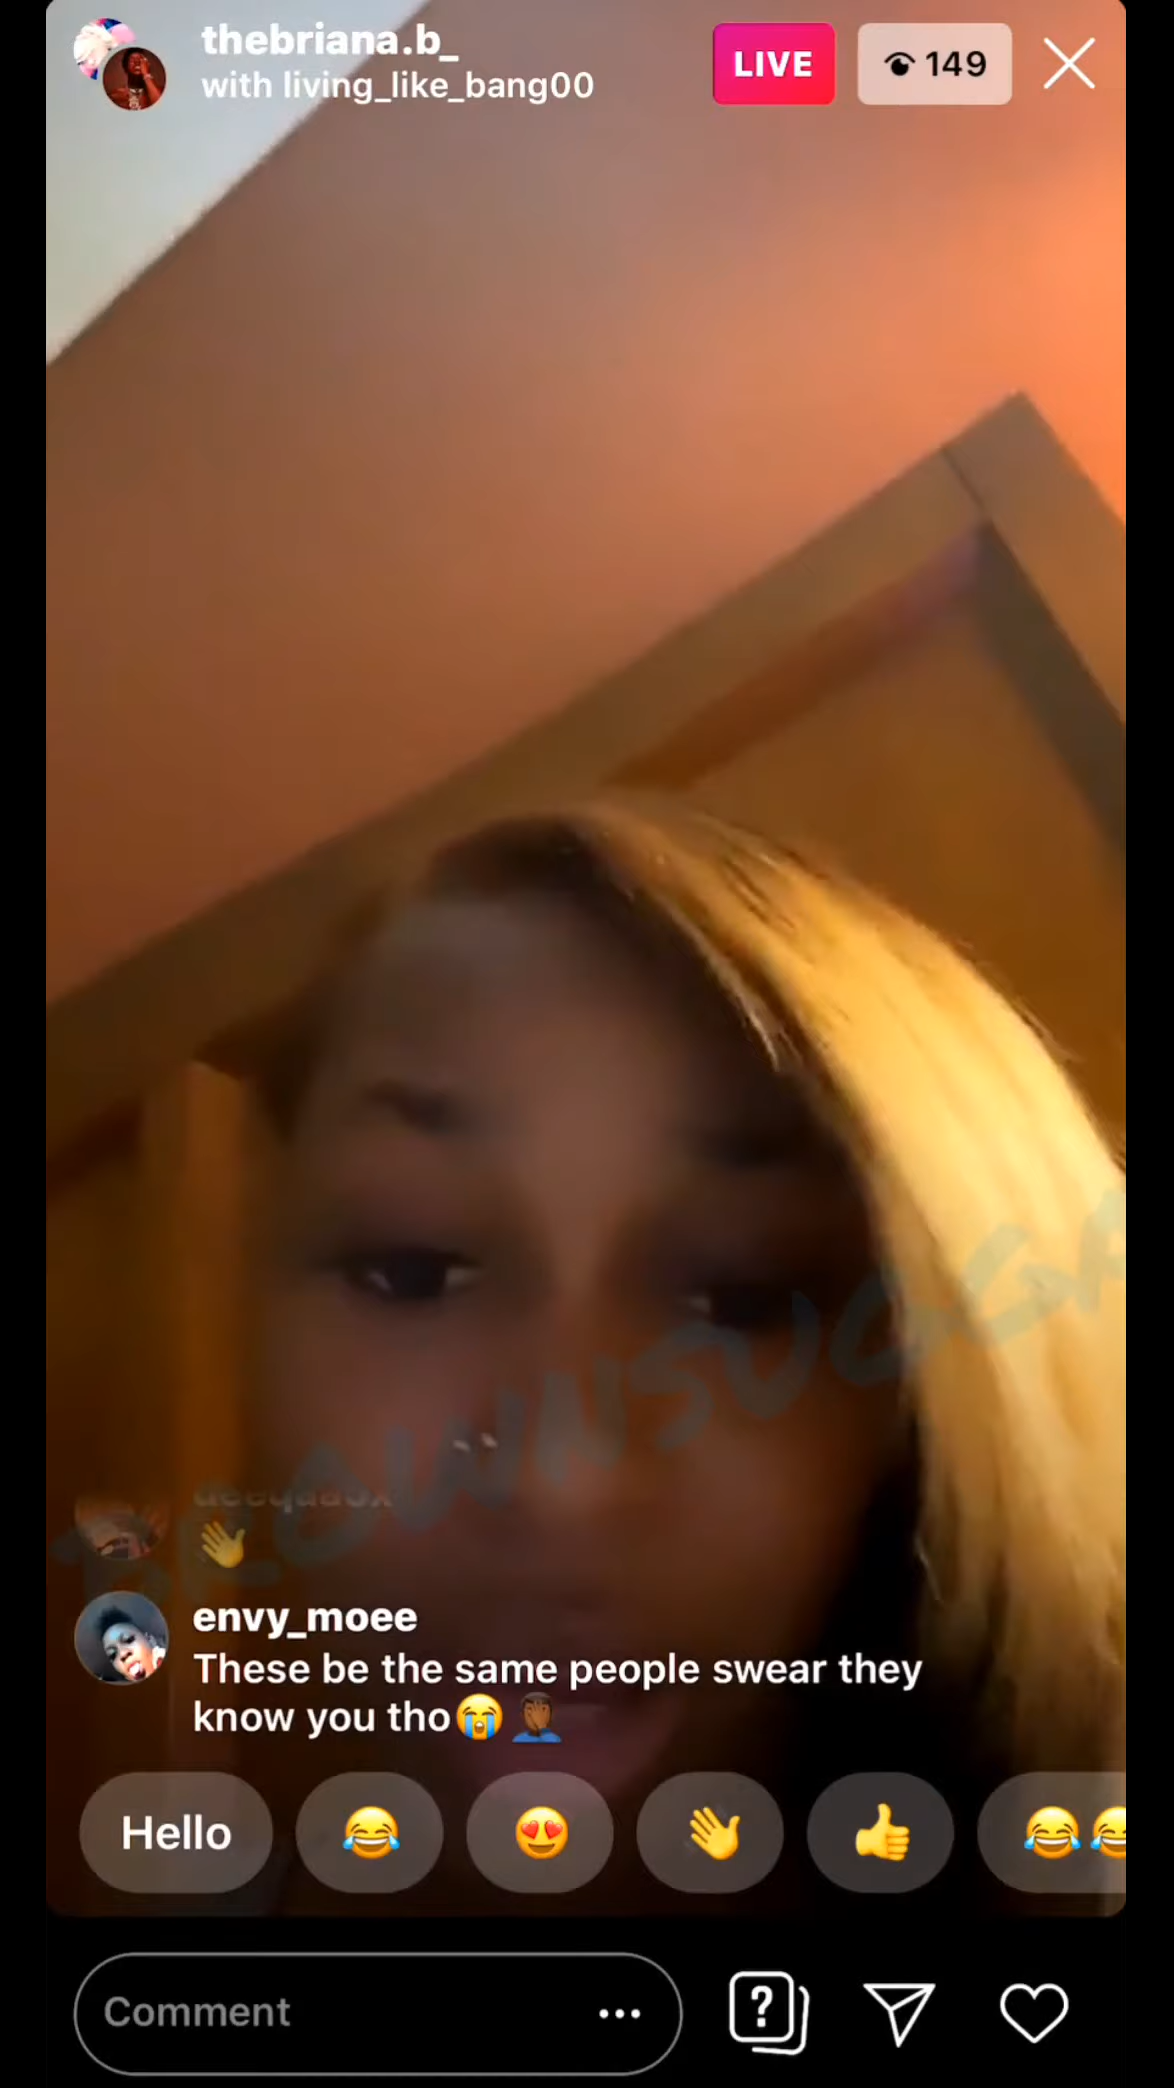 thebriana.b_
with living_like_bang00
LIVE
149
BROWNSUGGA
👋
envy_moee
These be the same people swear they
know you tho😭🤦🏾‍♂️
Hello
😂
😍
👋
👍
😂😂
Comment